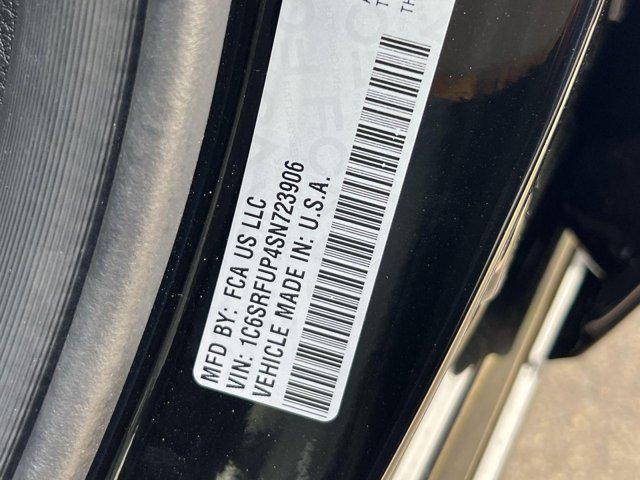 MFD BY: FCA US LLC
VIN: 1C6SRFUP4SN723906
VEHICLE MADE IN: U.S.A.